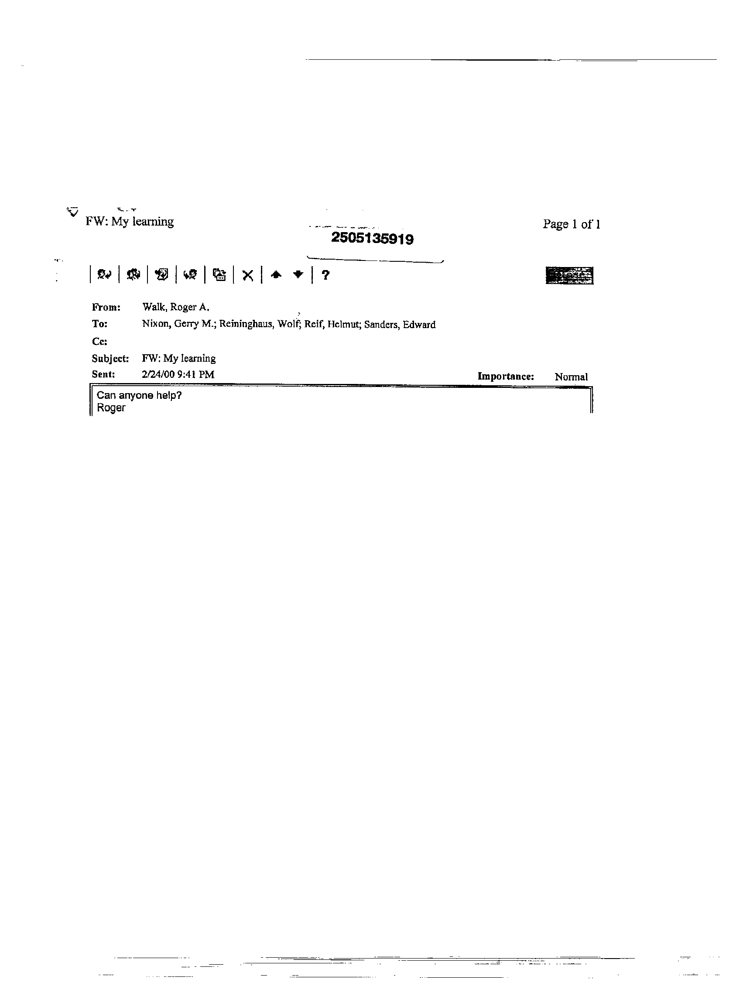 FW: My learning
Page 1 of 1
2505135919
?
From: Walk, Roger A.
To: Nixon, Gerry M.; Reininghaus, Wolf; Reif, Helmut; Sanders, Edward
Cc:
Subject: FW: My learning
Sent: 2/24/00 9:41 PM Importance: Normal
Can anyone help?
Roger